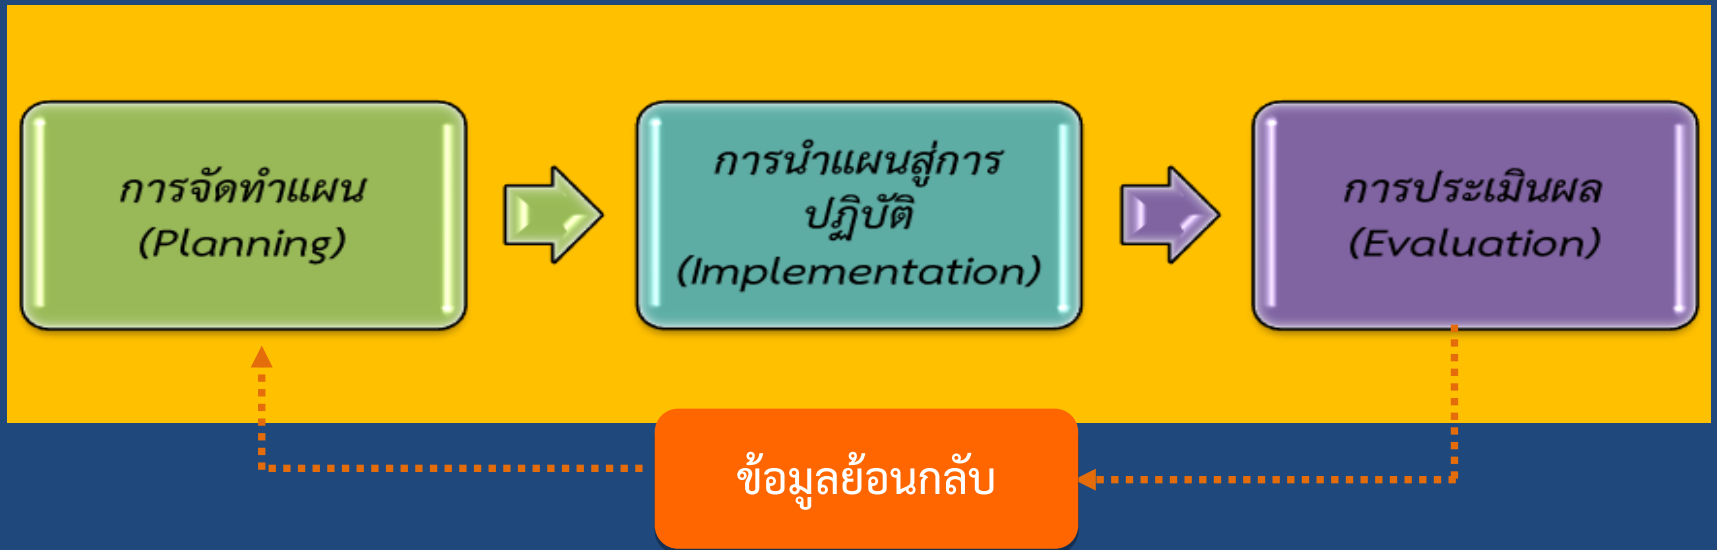 การจัดทำแผน
(Planning)
การนำแผนสู่การ
ปฏิบัติ
(Implementation)
การประเมินผล
(Evaluation)
ข้อมูลย้อนกลับ